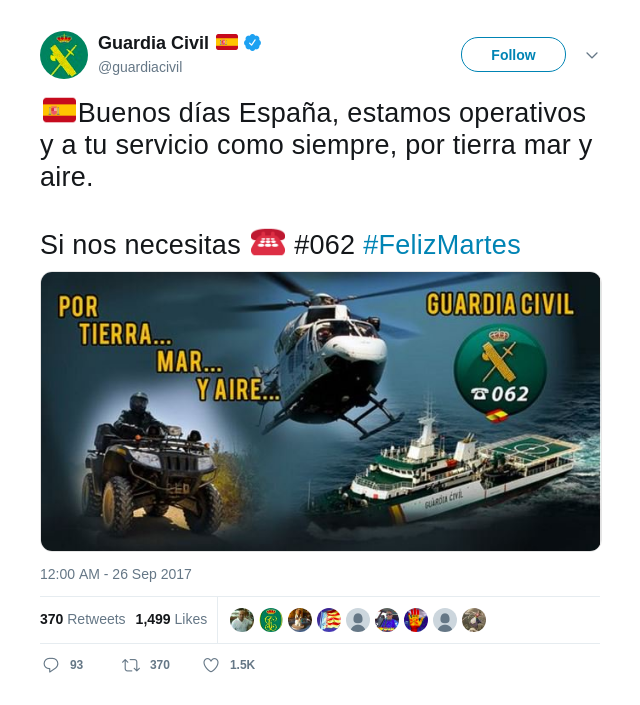 Guardia Civil
@guardiacivil
Follow
Buenos días España, estamos operativos
y a tu servicio como siempre, por tierra mar y
aire.
Si nos necesitas ☎️ #062 #FelizMartes
POR
TIERRA...
MAR...
Y AIRE...
GUARDIA CIVIL
☎062
GUARDIA CIVIL
12:00 AM - 26 Sep 2017
370 Retweets 1,499 Likes
93 370 1.5K